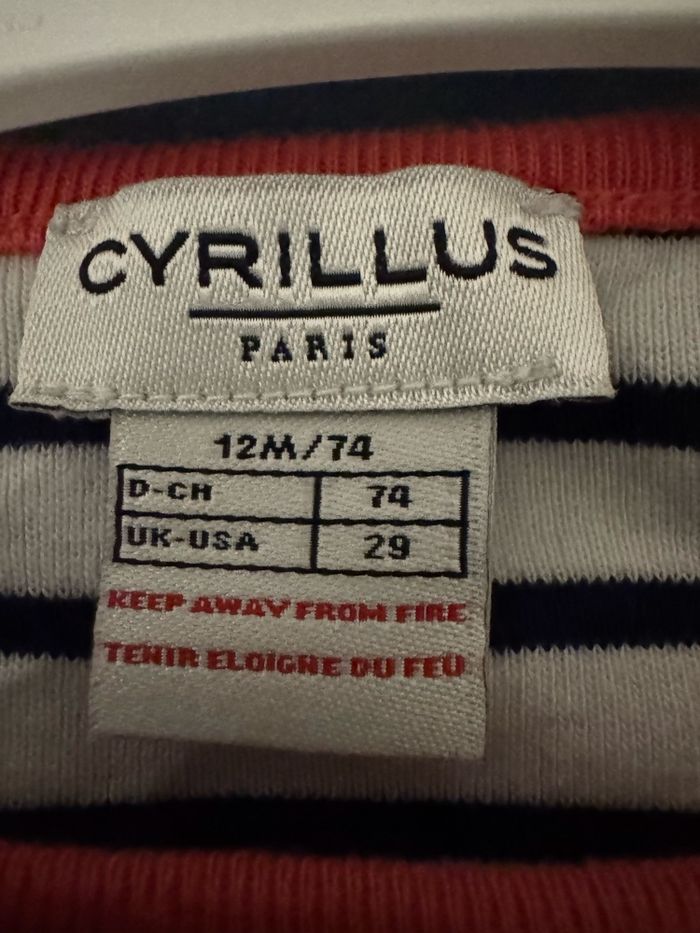 CYRILLUS
PARIS
12M/74
D-CH 74
UK-USA 29
KEEP AWAY FROM FIRE
TENIR ELOIGNE DU FEU